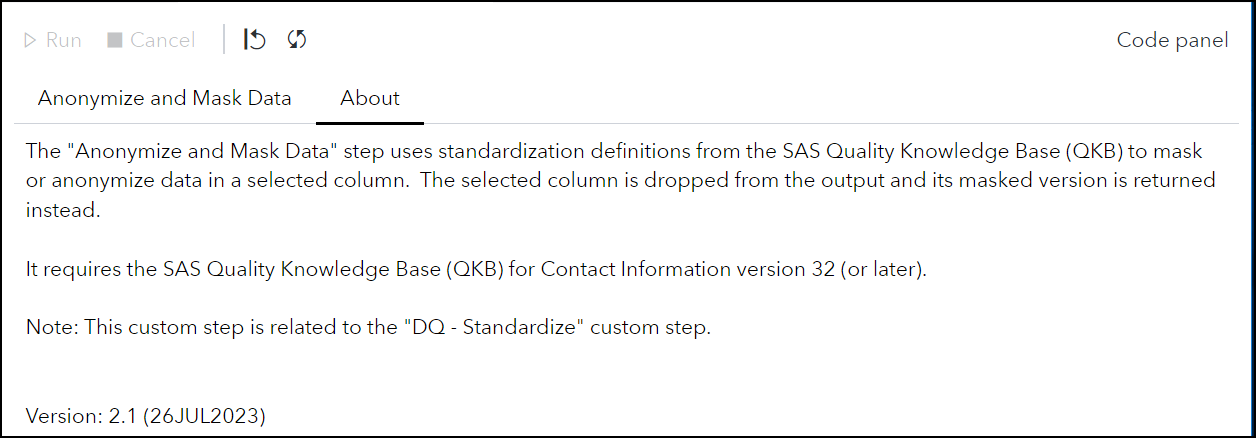 Run Cancel Code panel
Anonymize and Mask Data About
The "Anonymize and Mask Data" step uses standardization definitions from the SAS Quality Knowledge Base (QKB) to mask
or anonymize data in a selected column.  The selected column is dropped from the output and its masked version is returned
instead.
It requires the SAS Quality Knowledge Base (QKB) for Contact Information version 32 (or later).
Note: This custom step is related to the "DQ - Standardize" custom step.
Version: 2.1 (26JUL2023)